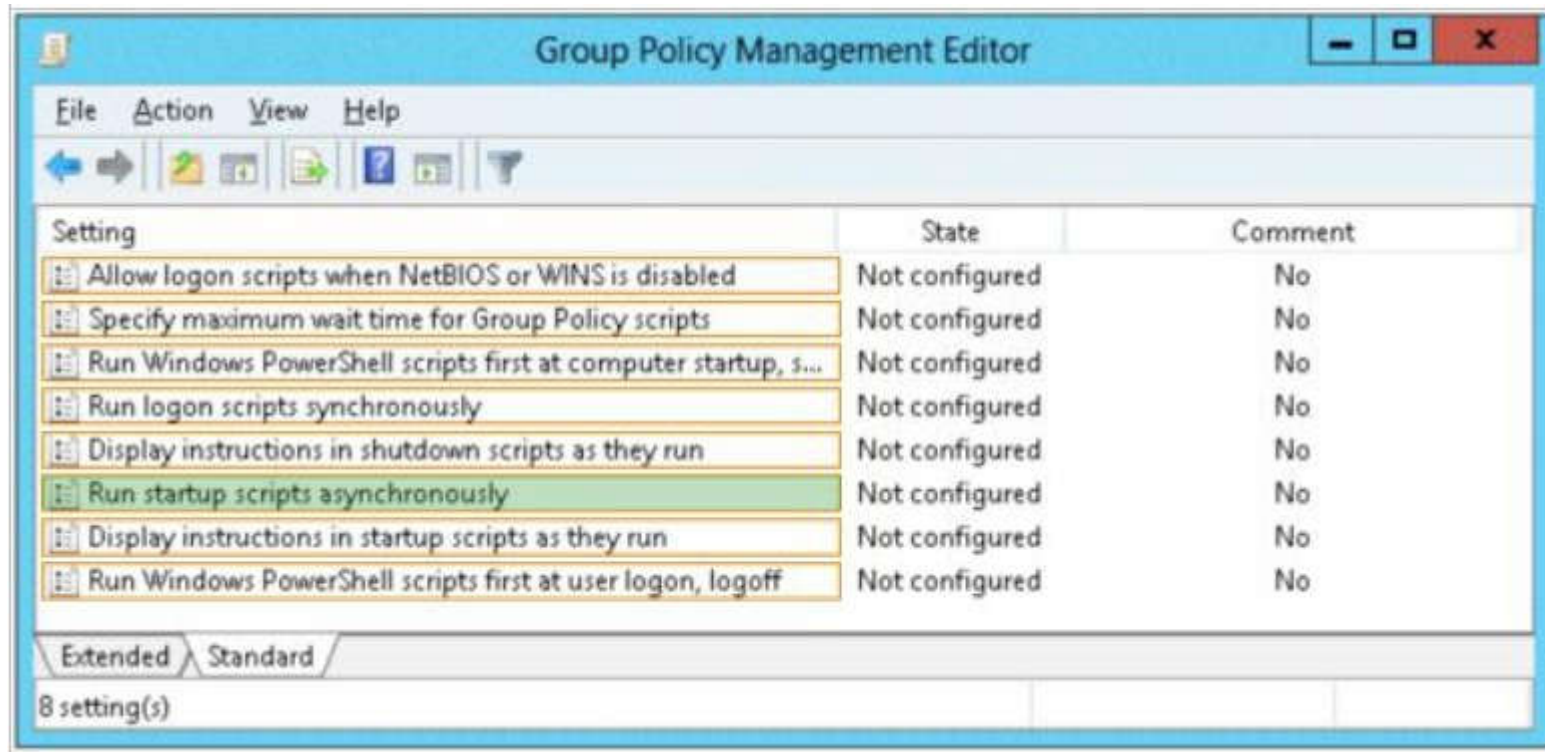 Group Policy Management Editor
File Action View Help
Setting State Comment
Allow logon scripts when NetBIOS or WINS is disabled Not configured No
Specify maximum wait time for Group Policy scripts Not configured No
Run Windows PowerShell scripts first at computer startup, s... Not configured No
Run logon scripts synchronously Not configured No
Display instructions in shutdown scripts as they run Not configured No
Run startup scripts asynchronously Not configured No
Display instructions in startup scripts as they run Not configured No
Run Windows PowerShell scripts first at user logon, logoff Not configured No
Extended Standard
8 setting(s)